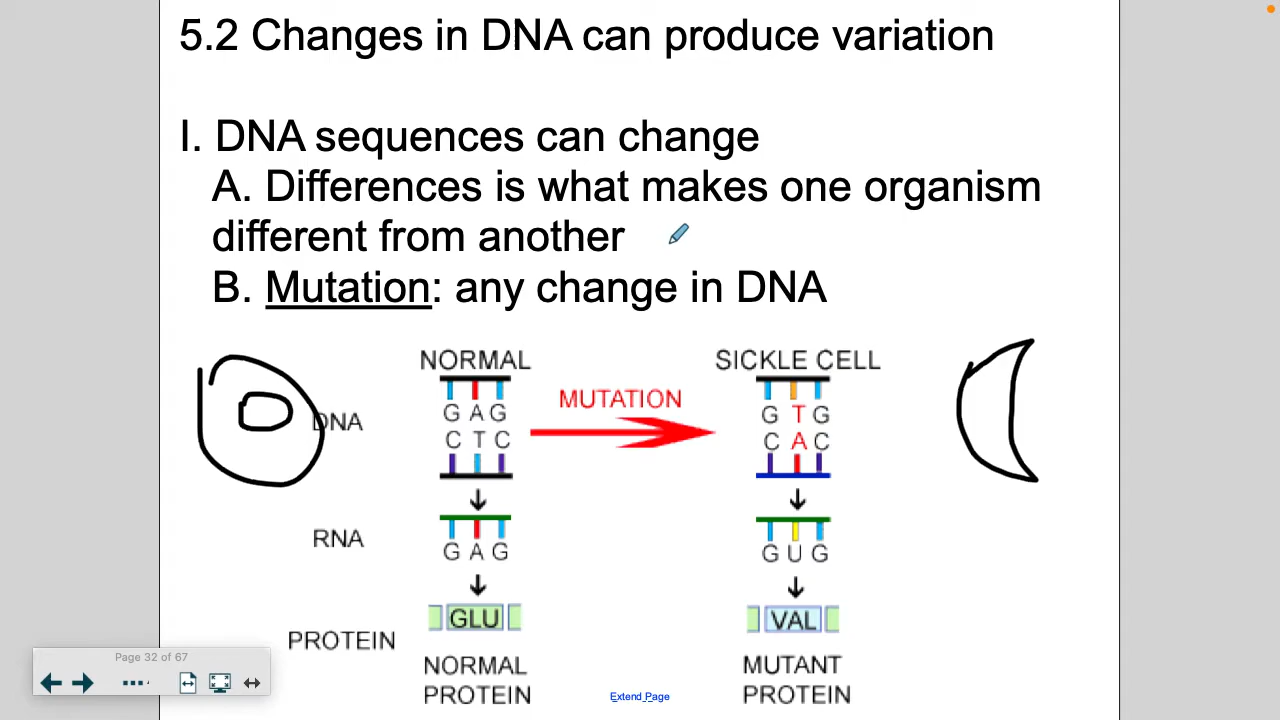 5.2 Changes in DNA can produce variation
I. DNA sequences can change
A. Differences is what makes one organism
different from another
B. Mutation: any change in DNA
NORMAL
SICKLE CELL
MUTATION
DNA
G A G
G T G
C T C
C A C
RNA
G A G
G U G
GLU
VAL
PROTEIN
NORMAL
PROTEIN
MUTANT
PROTEIN
Page 32 of 67
Extend Page